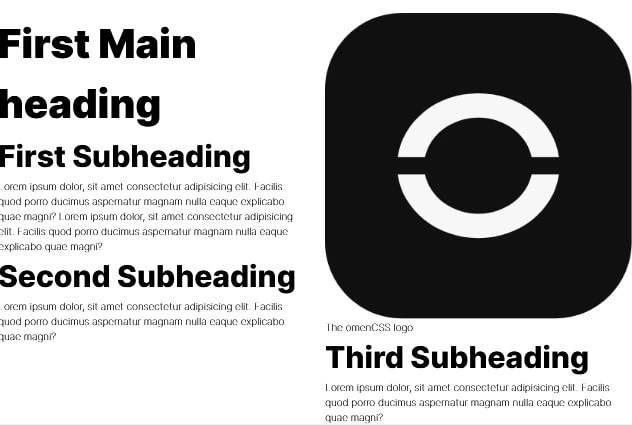 First Main
heading
First Subheading
Lorem ipsum dolor, sit amet consectetur adipisicing elit. Facilis
quod porro ducimus aspernatur magnam nulla eaque explicabo
quae magni? Lorem ipsum dolor, sit amet consectetur adipisicing
elit. Facilis quod porro ducimus aspernatur magnam nulla eaque
explicabo quae magni?
Second Subheading
Lorem ipsum dolor, sit amet consectetur adipisicing elit. Facilis
quod porro ducimus aspernatur magnam nulla eaque explicabo
quae magni?
The omenCSS logo
Third Subheading
Lorem ipsum dolor, sit amet consectetur adipisicing elit. Facilis
quod porro ducimus aspernatur magnam nulla eaque explicabo
quae magni?